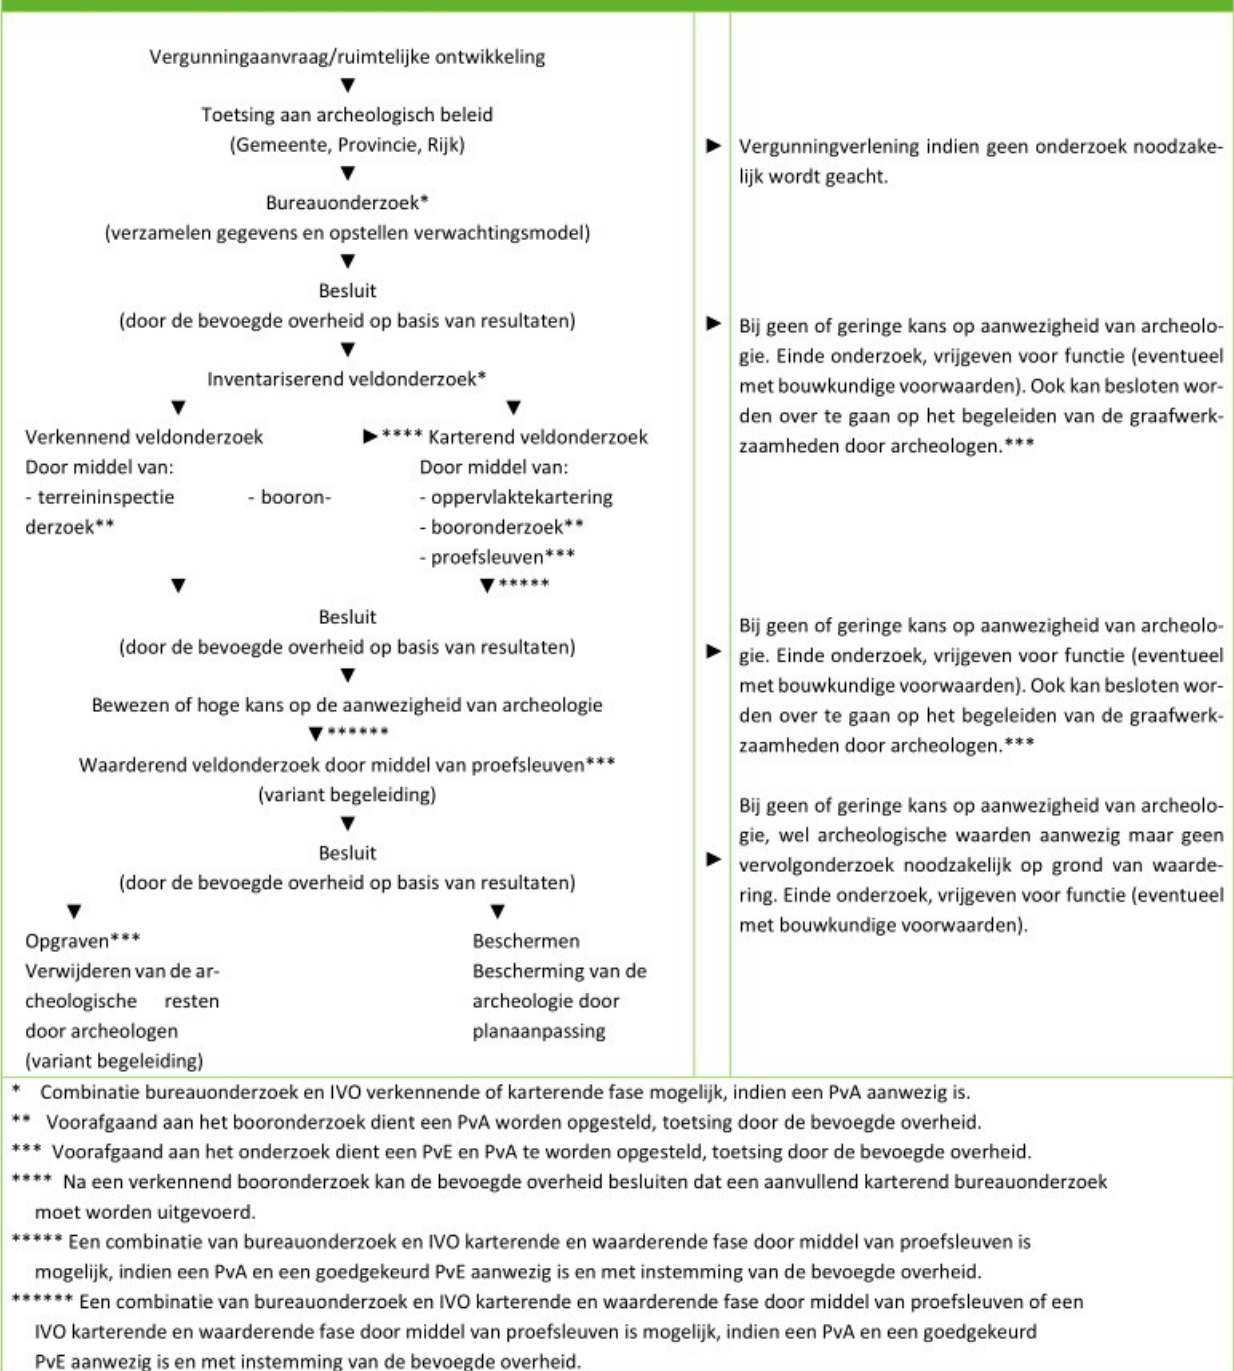 Vergunningaanvraag/ruimtelijke ontwikkeling
▼
Toetsing aan archeologisch beleid
(Gemeente, Provincie, Rijk)
▼
Bureauonderzoek*
(verzamelen gegevens en opstellen verwachtingsmodel)
▼
Besluit
(door de bevoegde overheid op basis van resultaten)
▼
Inventariserend veldonderzoek*
▼ ▼
Verkennend veldonderzoek
Door middel van:
- terreininspectie - booron-
derzoek**
▼
►**** Karterend veldonderzoek
Door middel van:
- oppervlaktekartering
- booronderzoek**
- proefsleuven***
▼*****
Besluit
(door de bevoegde overheid op basis van resultaten)
▼
Bewezen of hoge kans op de aanwezigheid van archeologie
▼******
Waarderend veldonderzoek door middel van proefsleuven***
(variant begeleiding)
▼
Besluit
(door de bevoegde overheid op basis van resultaten)
▼ ▼
Opgraven***
Verwijderen van de ar-
cheologische resten
door archeologen
(variant begeleiding)
Beschermen
Bescherming van de
archeologie door
planaanpassing
► Vergunningverlening indien geen onderzoek noodzake-
lijk wordt geacht.
► Bij geen of geringe kans op aanwezigheid van archeolo-
gie. Einde onderzoek, vrijgeven voor functie (eventueel
met bouwkundige voorwaarden). Ook kan besloten wor-
den over te gaan op het begeleiden van de graafwerk-
zaamheden door archeologen.***
Bij geen of geringe kans op aanwezigheid van archeolo-
► gie. Einde onderzoek, vrijgeven voor functie (eventueel
met bouwkundige voorwaarden). Ook kan besloten wor-
den over te gaan op het begeleiden van de graafwerk-
zaamheden door archeologen.***
Bij geen of geringe kans op aanwezigheid van archeolo-
gie, wel archeologische waarden aanwezig maar geen
► vervolgonderzoek noodzakelijk op grond van waarde-
ring. Einde onderzoek, vrijgeven voor functie (eventueel
met bouwkundige voorwaarden).
* Combinatie bureauonderzoek en IVO verkennende of karterende fase mogelijk, indien een PvA aanwezig is.
** Voorafgaand aan het booronderzoek dient een PvA worden opgesteld, toetsing door de bevoegde overheid.
*** Voorafgaand aan het onderzoek dient een PvE en PvA te worden opgesteld, toetsing door de bevoegde overheid.
**** Na een verkennend booronderzoek kan de bevoegde overheid besluiten dat een aanvullend karterend bureauonderzoek
moet worden uitgevoerd.
***** Een combinatie van bureauonderzoek en IVO karterende en waarderende fase door middel van proefsleuven is
mogelijk, indien een PvA en een goedgekeurd PvE aanwezig is en met instemming van de bevoegde overheid.
****** Een combinatie van bureauonderzoek en IVO karterende en waarderende fase door middel van proefsleuven of een
IVO karterende en waarderende fase door middel van proefsleuven is mogelijk, indien een PvA en een goedgekeurd
PvE aanwezig is en met instemming van de bevoegde overheid.